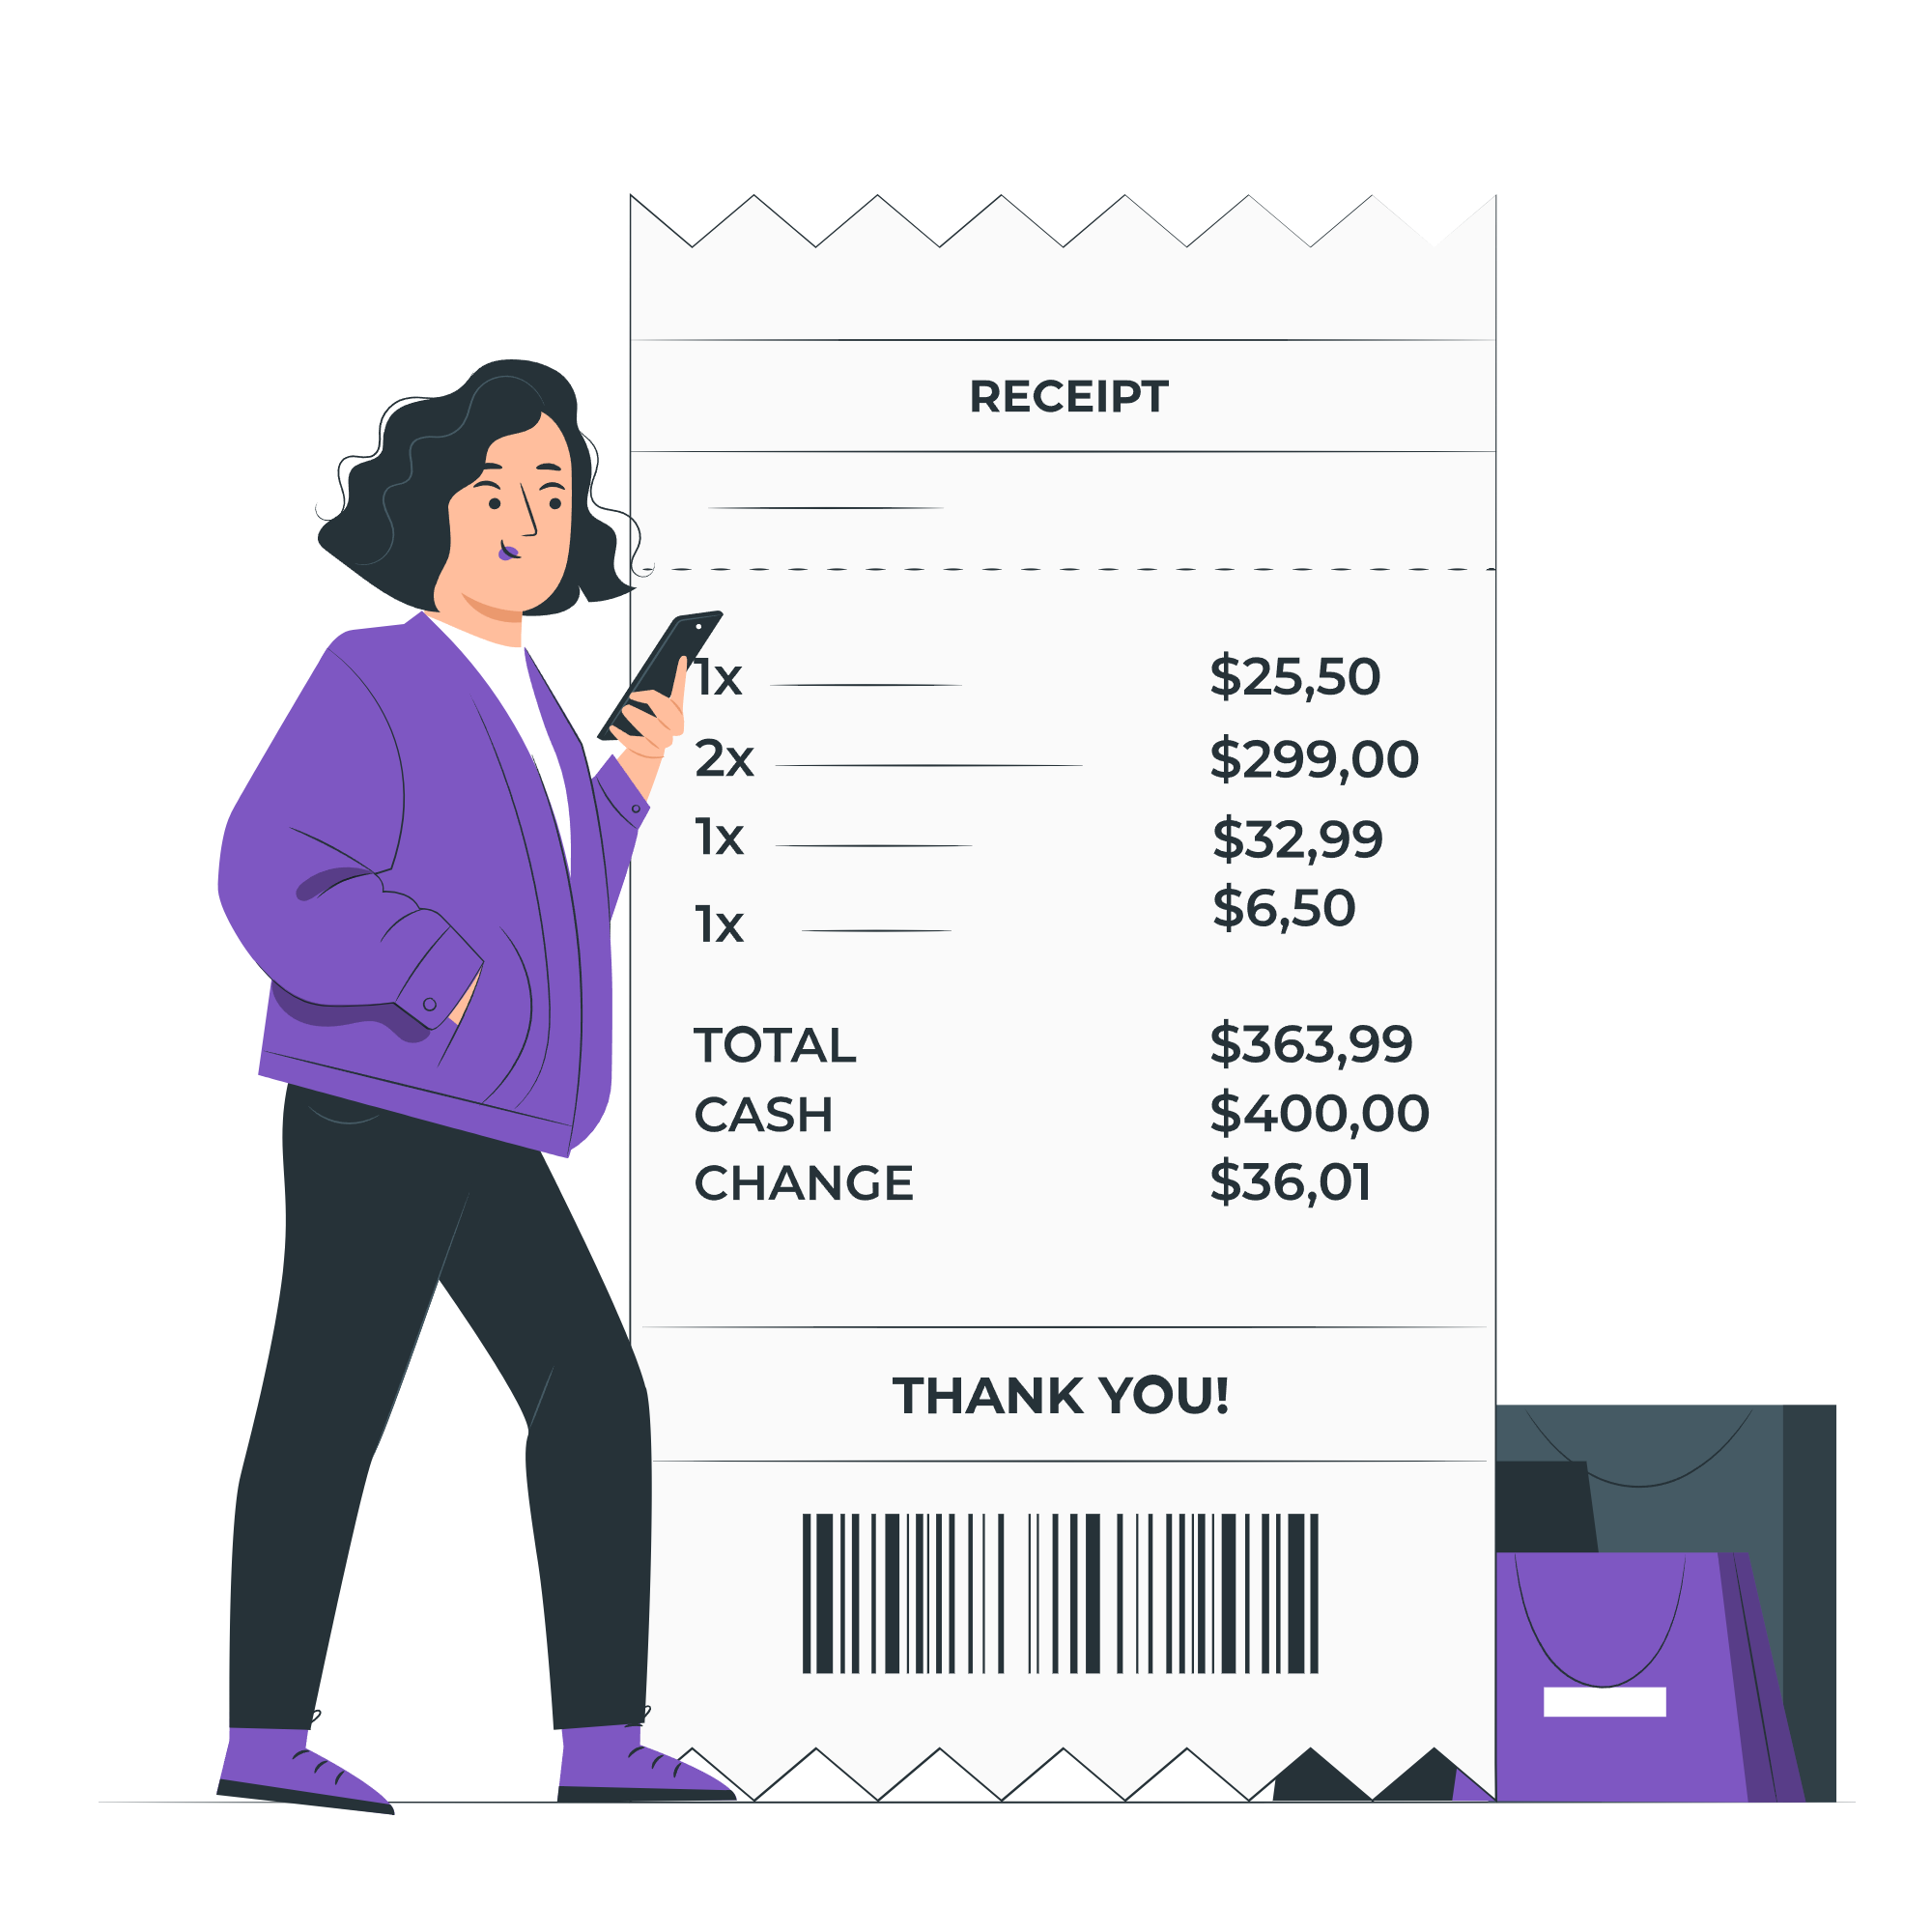 RECEIPT
1x $25,50
2x $299,00
1x $32,99
1x $6,50
TOTAL $363,99
CASH $400,00
CHANGE $36,01
THANK YOU!